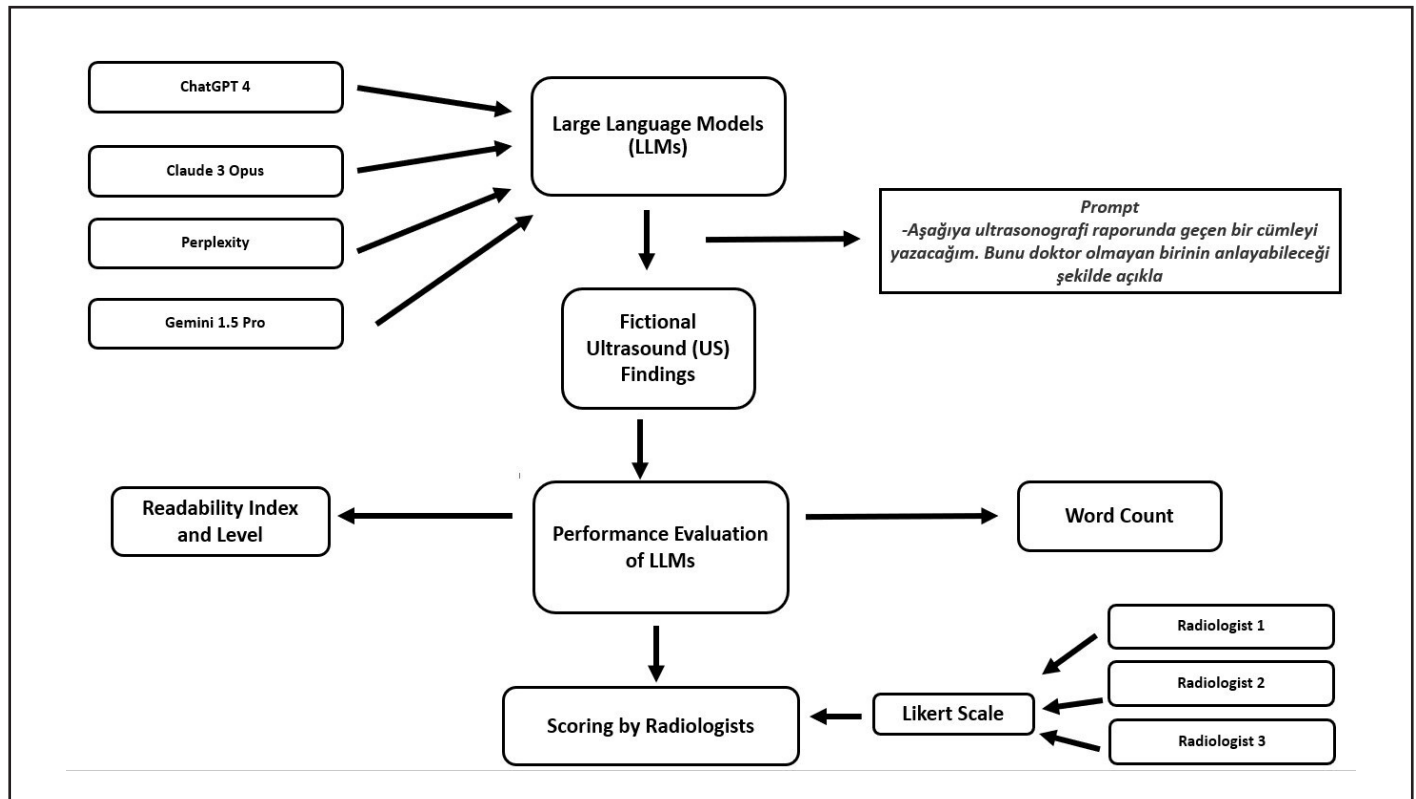 ChatGPT 4
Claude 3 Opus
Perplexity
Gemini 1.5 Pro
Large Language Models
(LLMs)
Prompt
-Aşağıya ultrasonografi raporunda geçen bir cümleyi
yazacağım. Bunu doktor olmayan birinin anlayabileceği
şekilde açıkla
Fictional
Ultrasound (US)
Findings
Readability Index
and Level
Performance Evaluation
of LLMs
Word Count
Scoring by Radiologists
Likert Scale
Radiologist 1
Radiologist 2
Radiologist 3